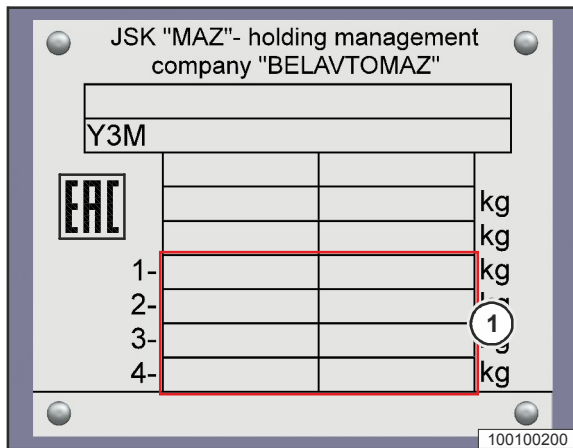 JSK "MAZ"- holding management
company "BELAVTOMAZ"
Y3M
EAC
kg
kg
1- kg
2-
3-
4- kg
1
100100200